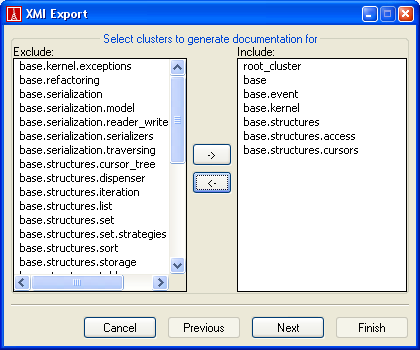 XMI Export
Select clusters to generate documentation for
Exclude:
base.kernel.exceptions
base.refactoring
base.serialization
base.serialization.model
base.serialization.reader_write
base.serialization.serializers
base.serialization.traversing
base.structures.cursor_tree
base.structures.dispenser
base.structures.iteration
base.structures.list
base.structures.set
base.structures.set.strategies
base.structures.sort
base.structures.storage
Include:
root_cluster
base
base.event
base.kernel
base.structures
base.structures.access
base.structures.cursors
->
<-
Cancel
Previous
Next
Finish